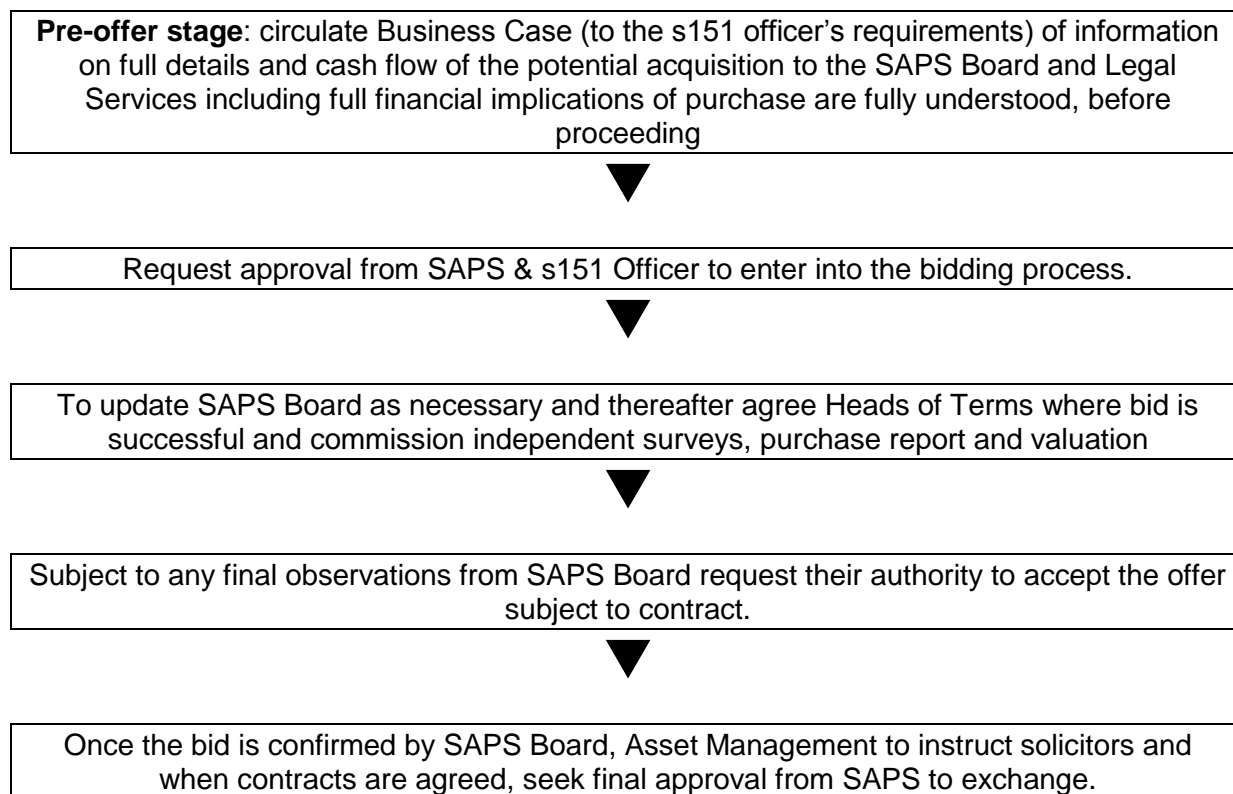 Pre-offer stage: circulate Business Case (to the s151 officer's requirements) of information
on full details and cash flow of the potential acquisition to the SAPS Board and Legal
Services including full financial implications of purchase are fully understood, before
proceeding
Request approval from SAPS & s151 Officer to enter into the bidding process.
To update SAPS Board as necessary and thereafter agree Heads of Terms where bid is
successful and commission independent surveys, purchase report and valuation
Subject to any final observations from SAPS Board request their authority to accept the offer
subject to contract.
Once the bid is confirmed by SAPS Board, Asset Management to instruct solicitors and
when contracts are agreed, seek final approval from SAPS to exchange.